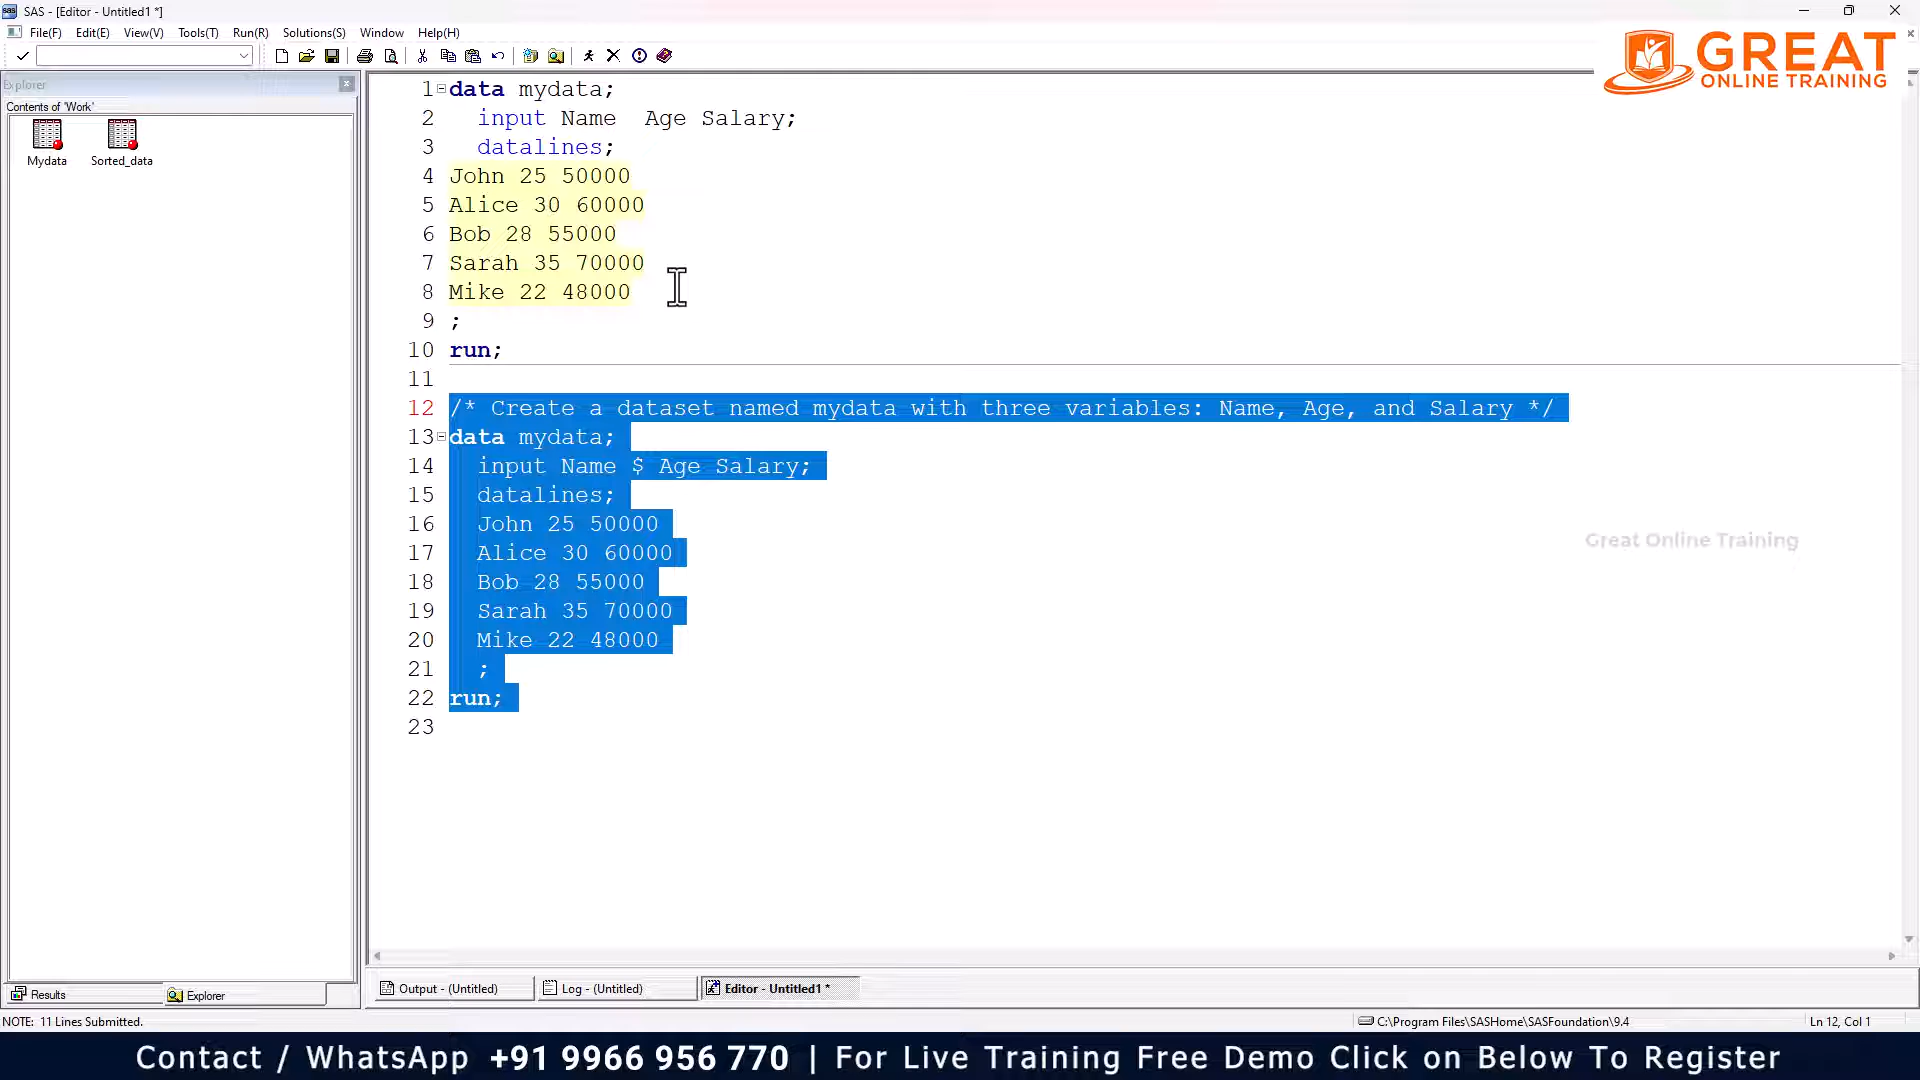 SAS - [Editor - Untitled1 *]
File(F) Edit(E) View(V) Tools(T) Run(R) Solutions(S) Window Help(H)
GREAT
ONLINE TRAINING
Explorer
Contents of 'Work'
Mydata Sorted_data
1 data mydata;
2 input Name  Age Salary;
3 datalines;
4 John 25 50000
5 Alice 30 60000
6 Bob 28 55000
7 Sarah 35 70000
8 Mike 22 48000
9 ;
10 run;
11
12 /* Create a dataset named mydata with three variables: Name, Age, and Salary */
13 data mydata;
14 input Name $ Age Salary;
15 datalines;
16 John 25 50000
17 Alice 30 60000
18 Bob 28 55000
19 Sarah 35 70000
20 Mike 22 48000
21 ;
22 run;
23
Great Online Training
Results Explorer
Output - (Untitled) Log - (Untitled) Editor - Untitled1 *
NOTE: 11 Lines Submitted. C:\Program Files\SASHome\SASFoundation\9.4 Ln 12, Col 1
Contact / WhatsApp +91 9966 956 770 | For Live Training Free Demo Click on Below To Register